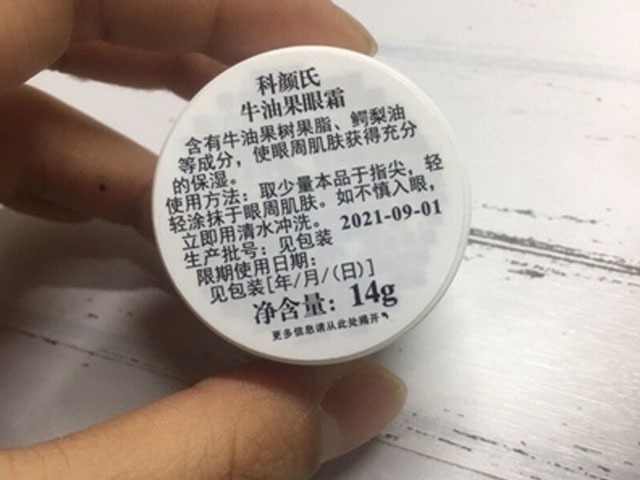 科颜氏
牛油果眼霜
含有牛油果树果脂、鳄梨油
等成分，使眼周肌肤获得充分
的保湿。
使用方法：取少量本品于指尖，轻
轻涂抹于眼周肌肤。如不慎入眼，
立即用清水冲洗。 2021-09-01
生产批号：见包装
限期使用日期：
见包装[年/月/(日)]
净含量：14g
更多信息请从此处揭开